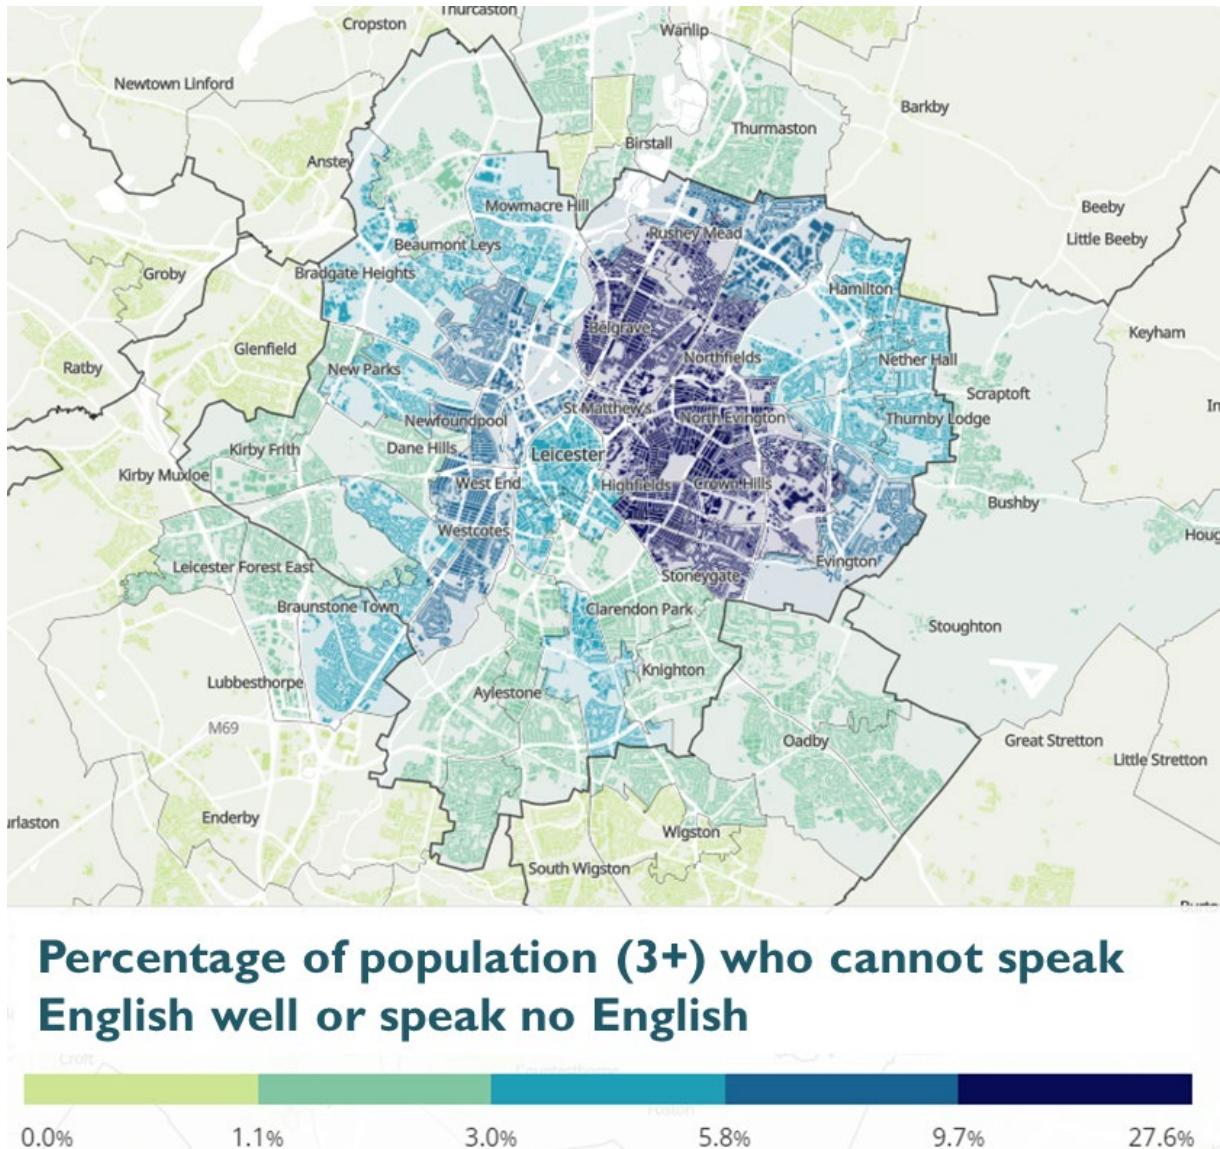 Thurcaston
Cropston
Wanlip
Newtown Linford
Barkby
Thurmaston
Birstall
Anstey
Mowmacre Hill
Beeby
Rushey Mead
Little Beeby
Beaumont Leys
Groby
Bradgate Heights
Hamilton
Belgrave
Keyham
Glenfield
Northfields
Nether Hall
Ratby
New Parks
Scraptoft
St Matthew's
Newfoundpool
North Evington
Thurnby Lodge
Kirby Frith
Dane Hills
Leicester
Kirby Muxloe
West End
Highfields
Crown Hills
Bushby
Westcotes
Evington
Leicester Forest East
Stoneygate
Braunstone Town
Clarendon Park
Stoughton
Knighton
Lubbesthorpe
Aylestone
M69
Oadby
Great Stretton
Little Stretton
Enderby
Wigston
South Wigston
Percentage of population (3+) who cannot speak
English well or speak no English
Croft
Countesthorpe
Foston
0.0% 1.1% 3.0% 5.8% 9.7% 27.6%